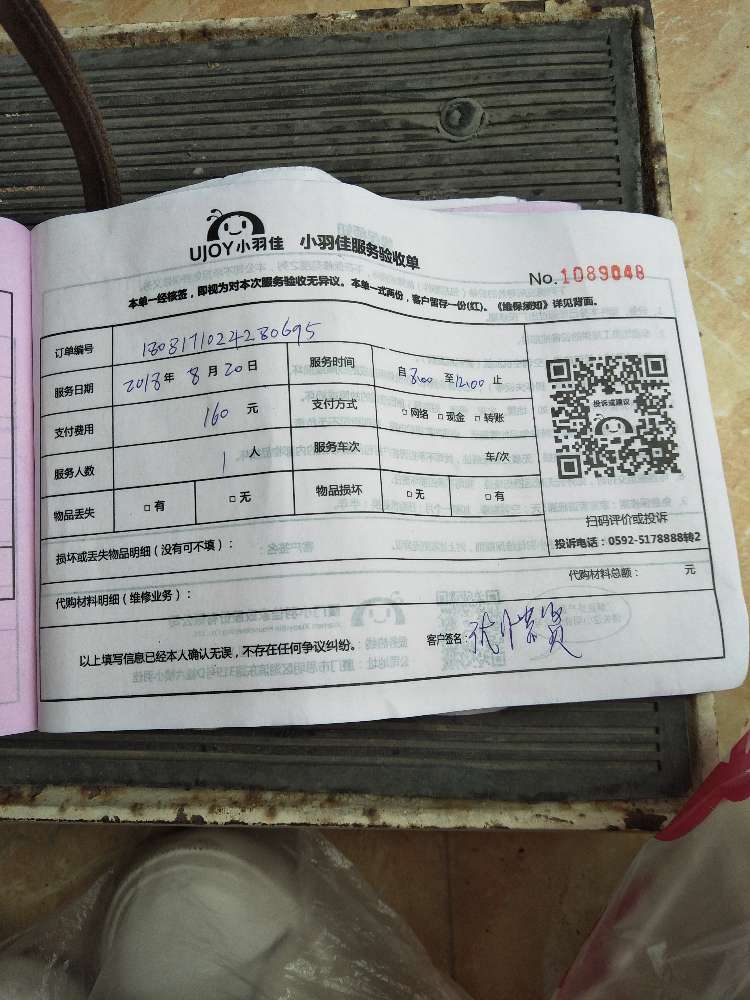 UJOY小羽佳 小羽佳服务验收单
No.1089048
本单一经核签，即视为对本次服务验收无异议。本单一式两份，客户留存一份(红)。《维保须知》详见背面。
订单编号 1808171024280695
服务日期 2018年 8月20日 服务时间 自8:00至12:00止
支付费用 160 元 支付方式 □网络 □现金 □转账
服务人数 1 人 服务车次 车/次
物品丢失 □有 □无 物品损坏 □无 □有
投诉或建议
扫码评价或投诉
投诉电话：0592-5178888转2
损坏或丢失物品明细（没有可不填）：
代购材料明细（维修业务）： 代购材料总额： 元
以上填写信息已经本人确认无误，不存在任何争议纠纷。 客户签名：